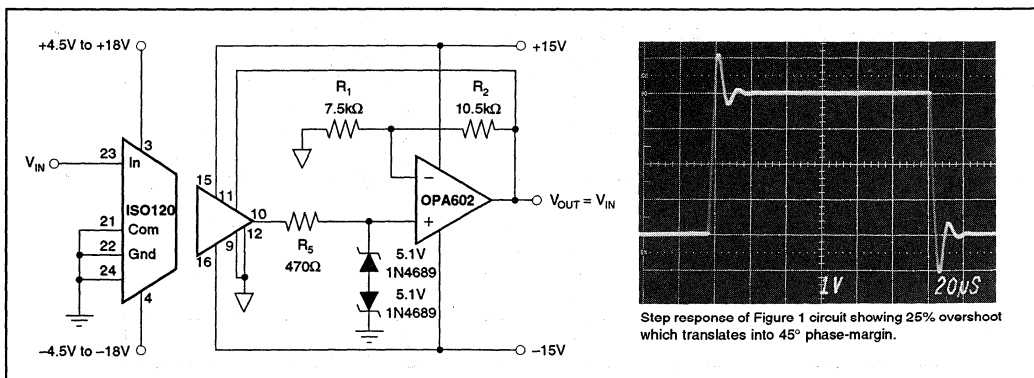 +4.5V to +18V
3
V_IN
23
In
ISO120
21
Com
22
Gnd
24
4
–4.5V to –18V
15
11
10
12
9
16
R5
470Ω
R1
7.5kΩ
R2
10.5kΩ
+15V
–
OPA602
+
V_OUT = V_IN
5.1V
1N4689
5.1V
1N4689
–15V
1V
20µS
Step response of Figure 1 circuit showing 25% overshoot
which translates into 45° phase-margin.